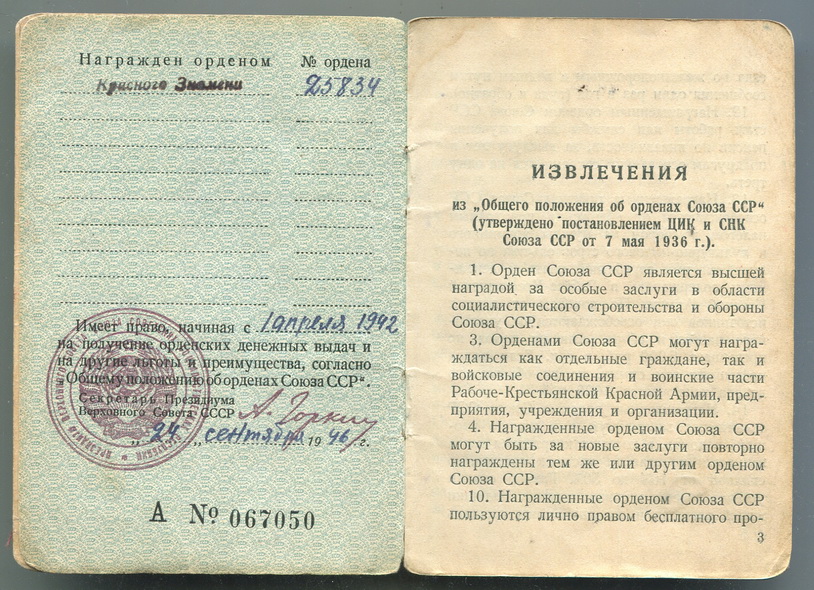 Награжден орденом № ордена
Красного Знамени 25834
Имеет право, начиная с 1 апреля 1942
на получение орденских денежных выдач и
на другие льготы и преимущества, согласно
„Общему положению об орденах Союза ССР“.
Секретарь Президиума
Верховного Совета СССР А. Горкин
„24„ сентября 1946 г.
А № 067050
ИЗВЛЕЧЕНИЯ
из „Общего положения об орденах Союза ССР“
(утверждено постановлением ЦИК и СНК
Союза ССР от 7 мая 1936 г.).
1. Орден Союза ССР является высшей
наградой за особые заслуги в области
социалистического строительства и обороны
Союза ССР.
3. Орденами Союза ССР могут награ-
ждаться как отдельные граждане, так и
войсковые соединения и воинские части
Рабоче-Крестьянской Красной Армии, пред-
приятия, учреждения и организации.
4. Награжденные орденом Союза ССР
могут быть за новые заслуги повторно
награждены тем же или другим орденом
Союза ССР.
10. Награжденные орденом Союза ССР
пользуются лично правом бесплатного про-
3